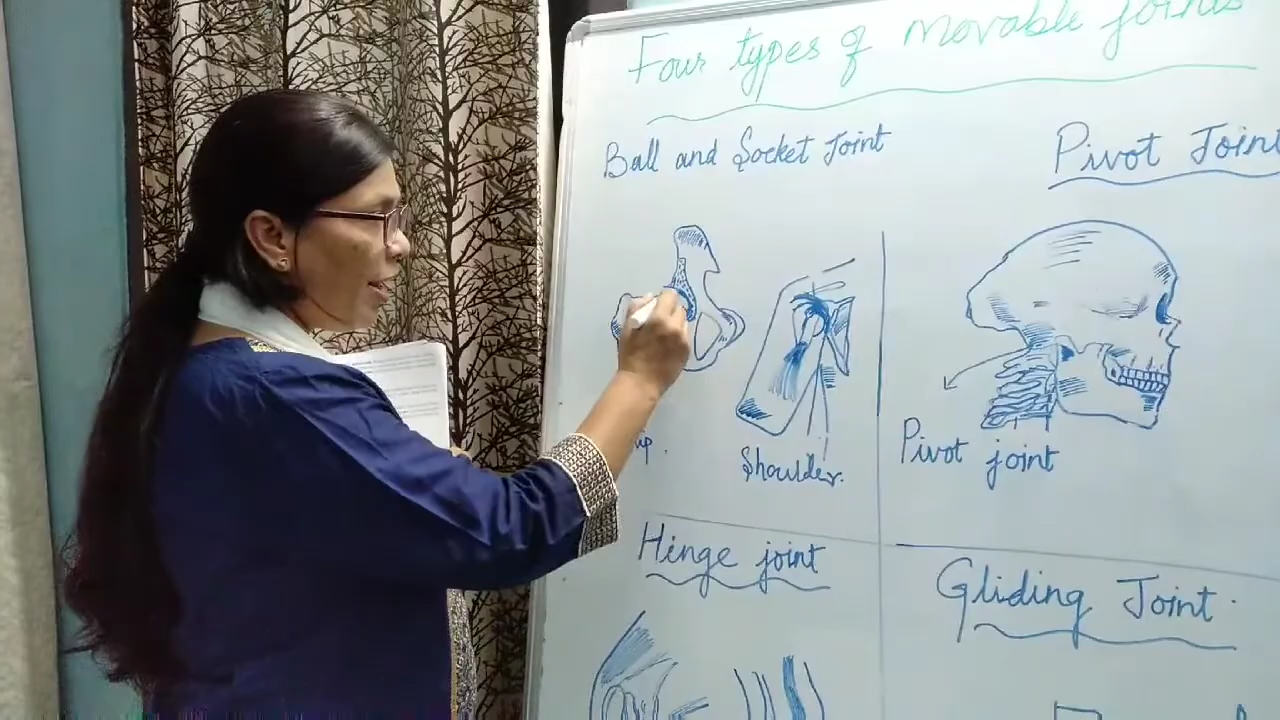 Four types of Movable joints
Ball and Socket Joint
Pivot Joint
Shoulder.
Pivot joint
Hinge joint
Gliding Joint.